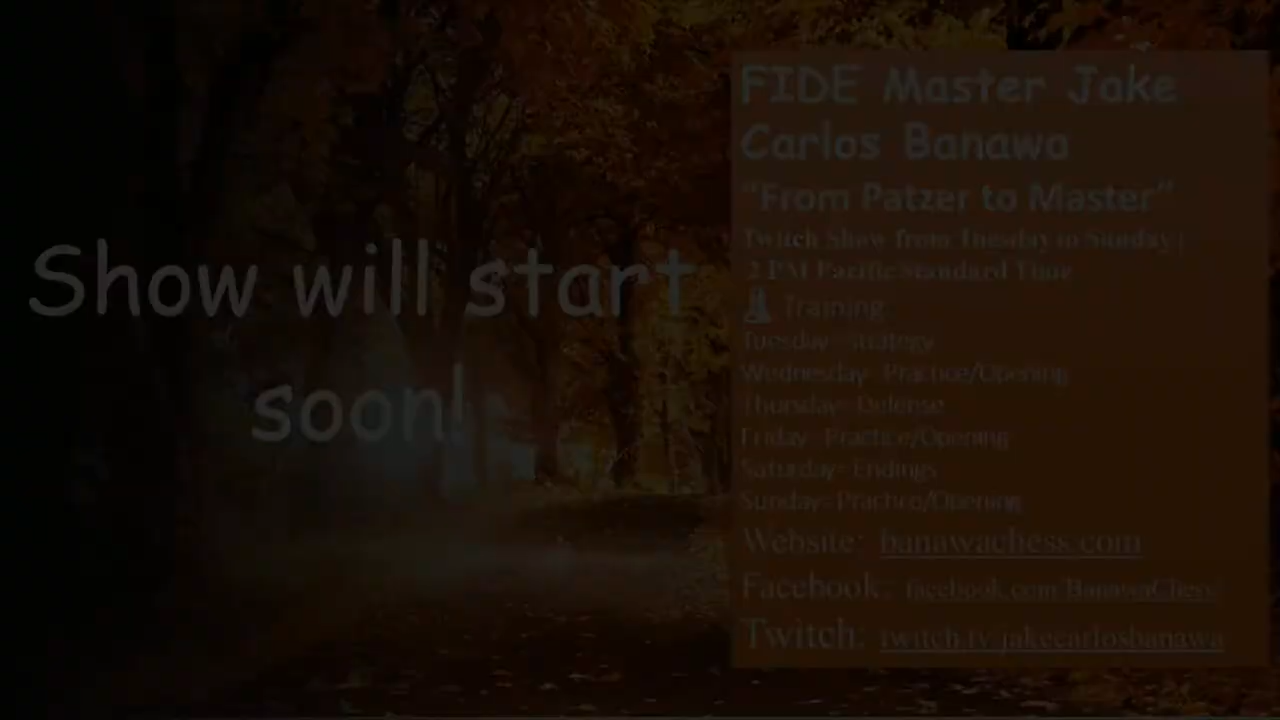 Show will start
soon!
FIDE Master Jake
Carlos Banawa
"From Patzer to Master"
Twitch Show from Tuesday to Sunday |
2 PM Pacific Standard Time
Training
Tuesday- Strategy
Wednesday- Practice/Opening
Thursday- Defense
Friday- Practice/Opening
Saturday- Endings
Sunday- Practice/Opening
Website: banawachess.com
Facebook: facebook.com/BanawaChess/
Twitch: twitch.tv/jakecarlosbanawa